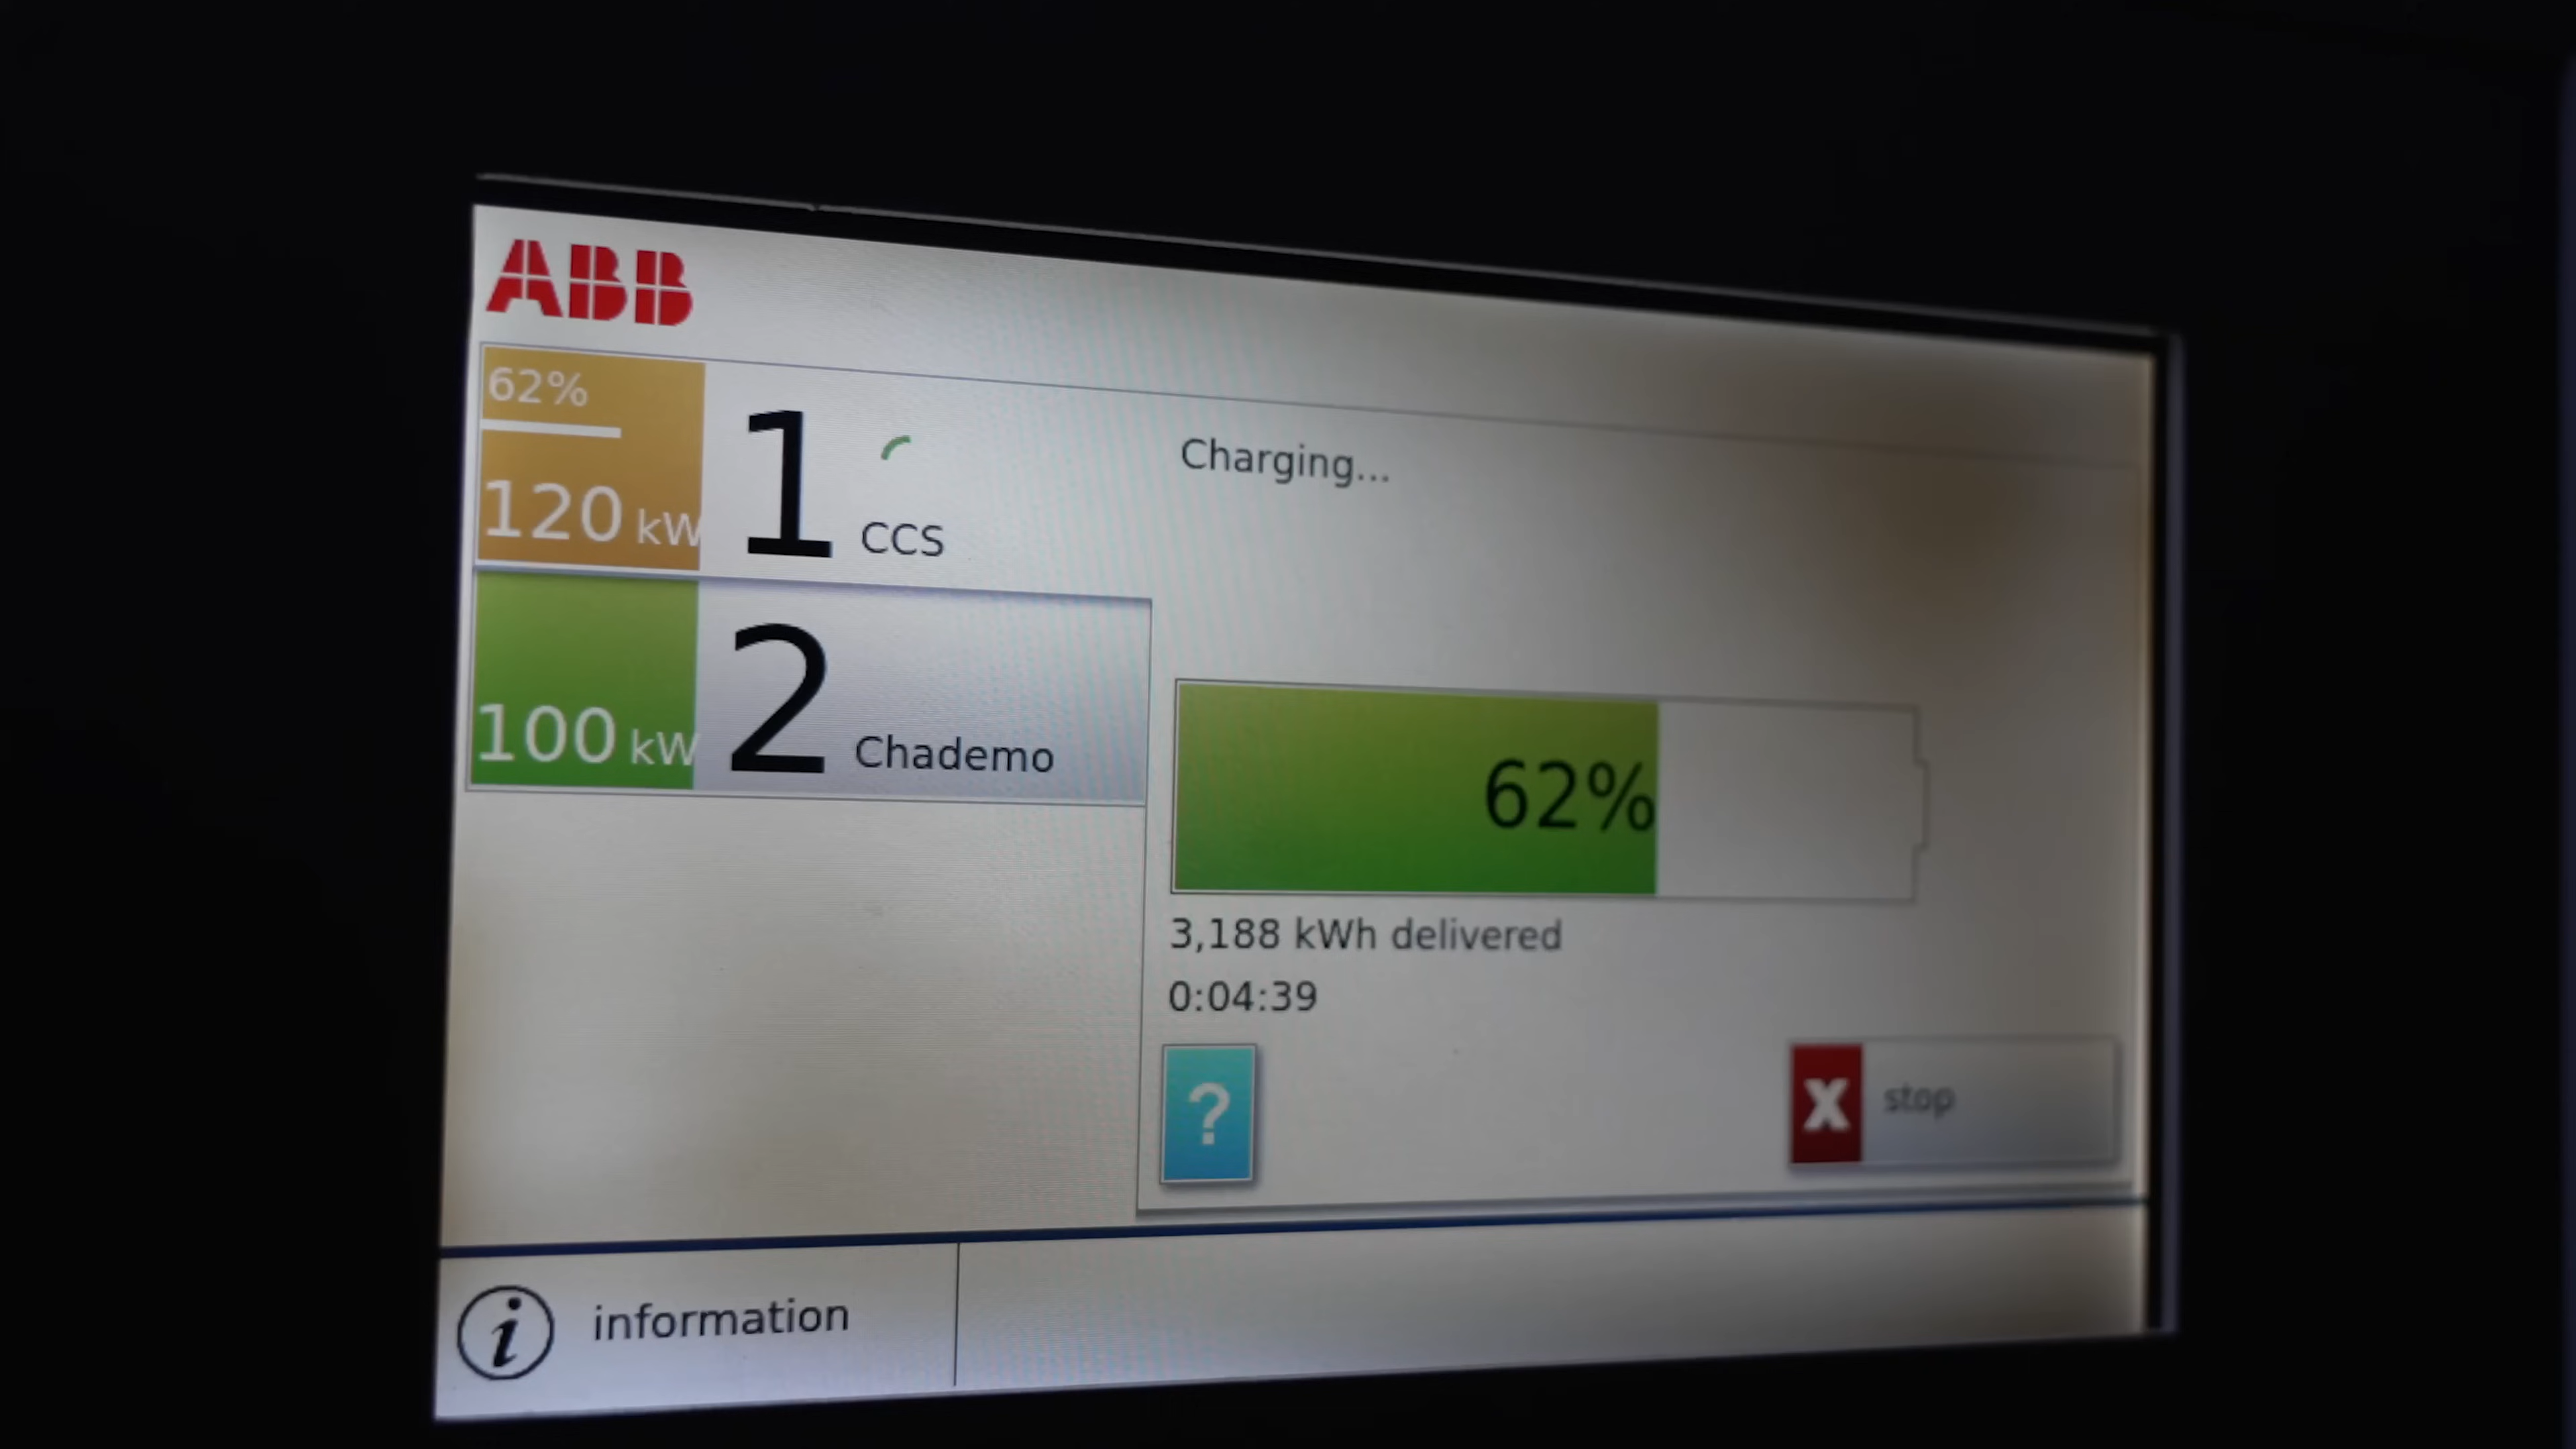 ABB
62%
120 kW
1 CCS
100 kW
2 Chademo
Charging...
62%
3,188 kWh delivered
0:04:39
?
X stop
i information